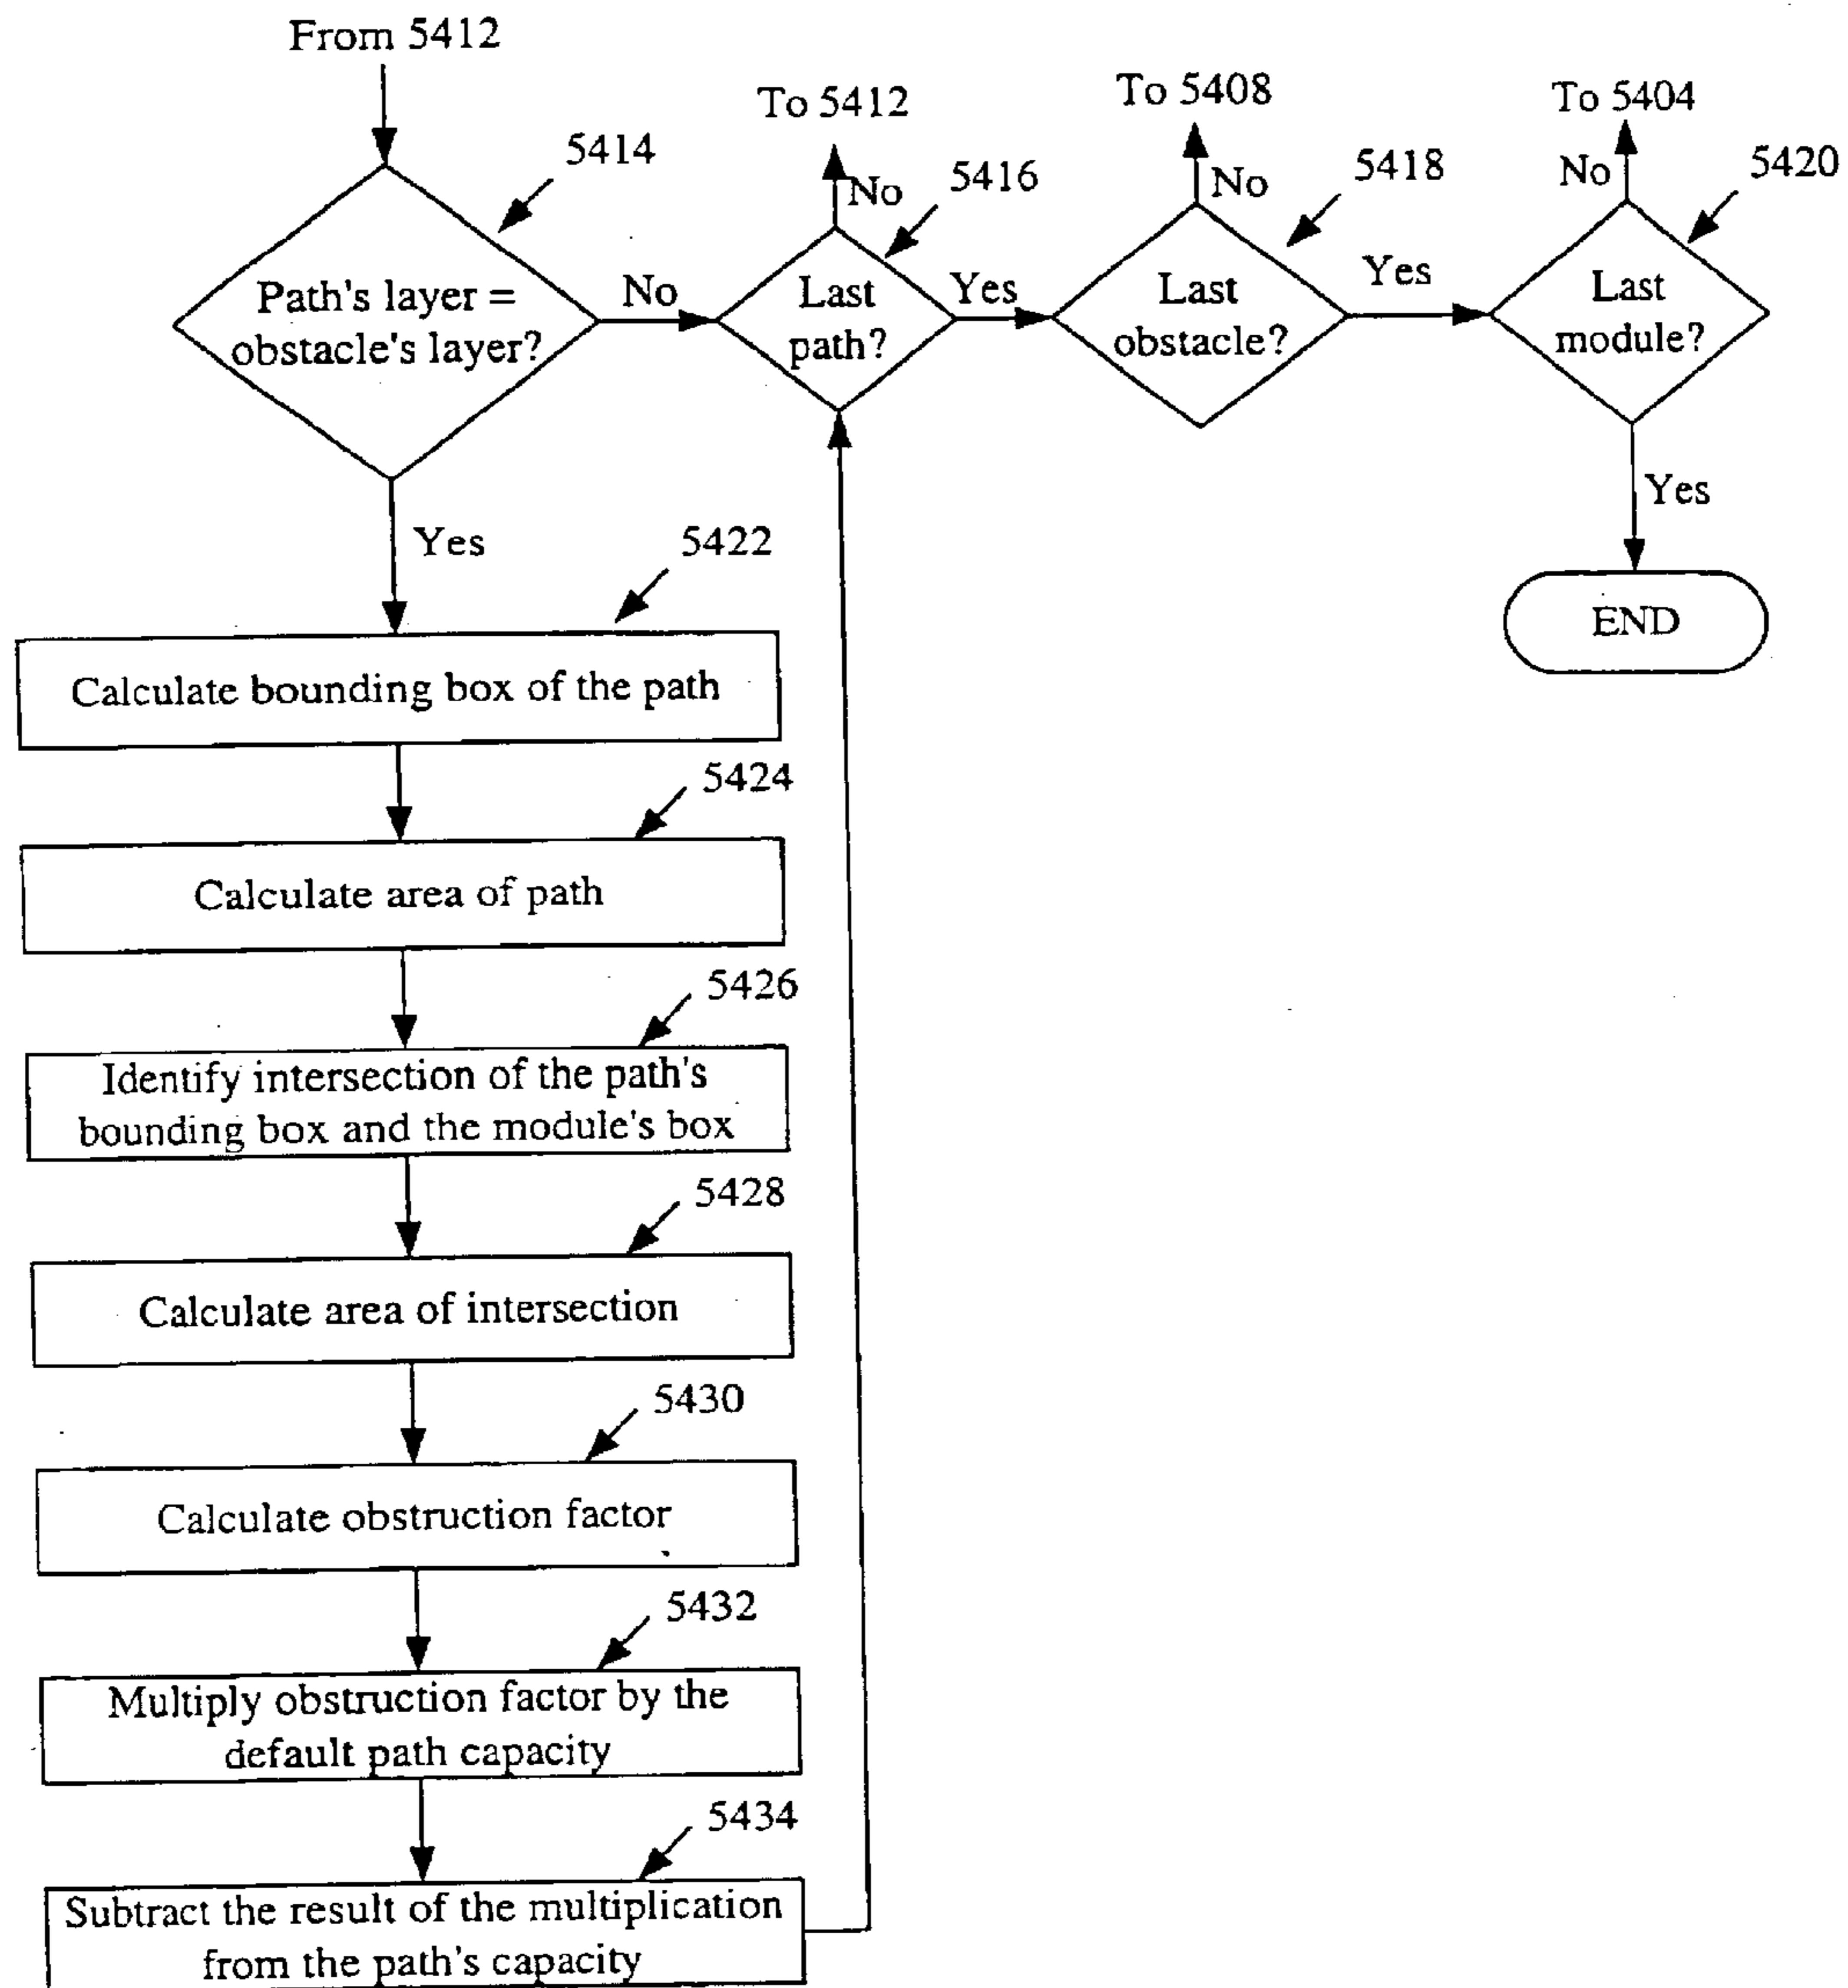 From 5412
To 5412
To 5408
To 5404
5414
No
5416
No
5418
No
5420
Path's layer =
obstacle's layer?
No
Last
path?
Yes
Last
obstacle?
Yes
Last
module?
Yes
Yes
END
5422
Calculate bounding box of the path
5424
Calculate area of path
5426
Identify intersection of the path's
bounding box and the module's box
5428
Calculate area of intersection
5430
Calculate obstruction factor
5432
Multiply obstruction factor by the
default path capacity
5434
Subtract the result of the multiplication
from the path's capacity